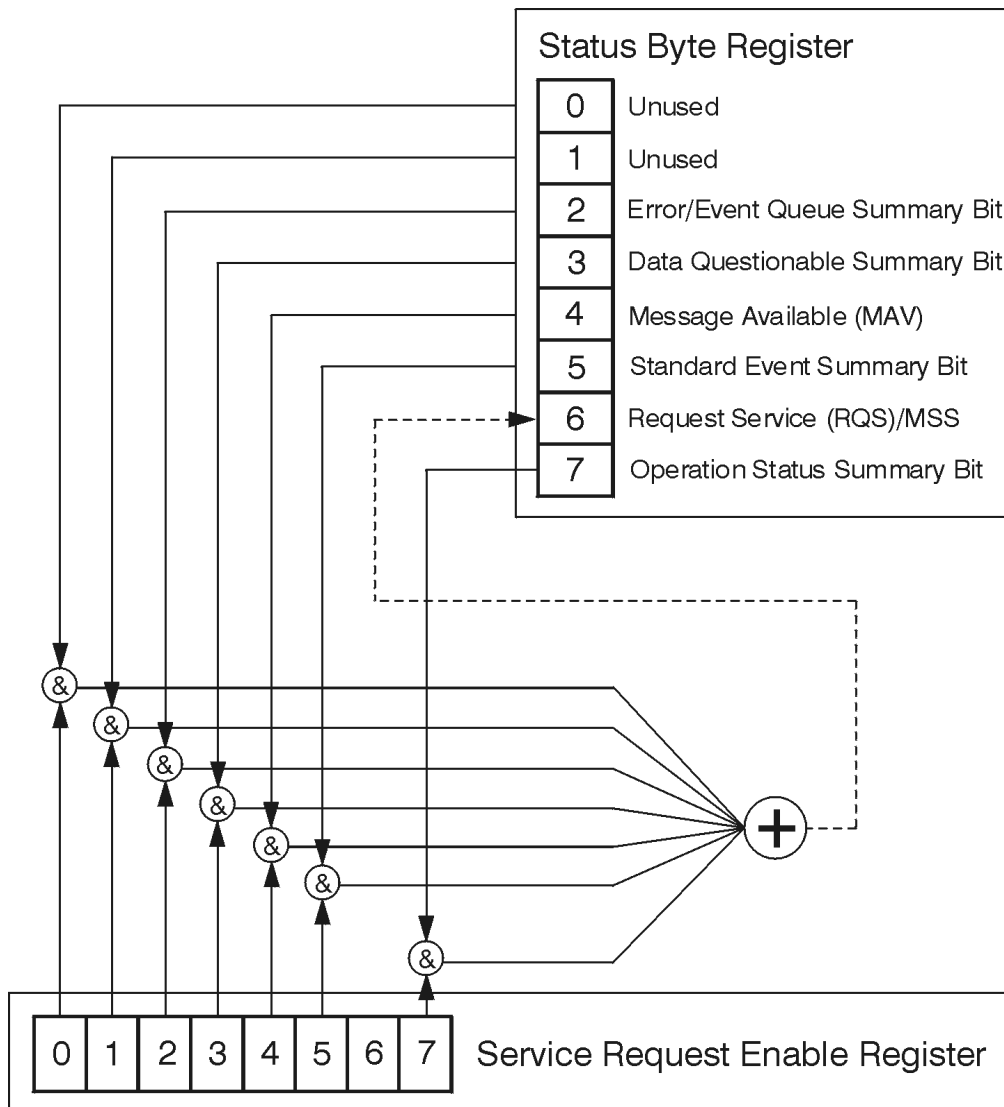 Status Byte Register
0 Unused
1 Unused
2 Error/Event Queue Summary Bit
3 Data Questionable Summary Bit
4 Message Available (MAV)
5 Standard Event Summary Bit
6 Request Service (RQS)/MSS
7 Operation Status Summary Bit
&
&
&
&
&
&
+
&
0 1 2 3 4 5 6 7 Service Request Enable Register